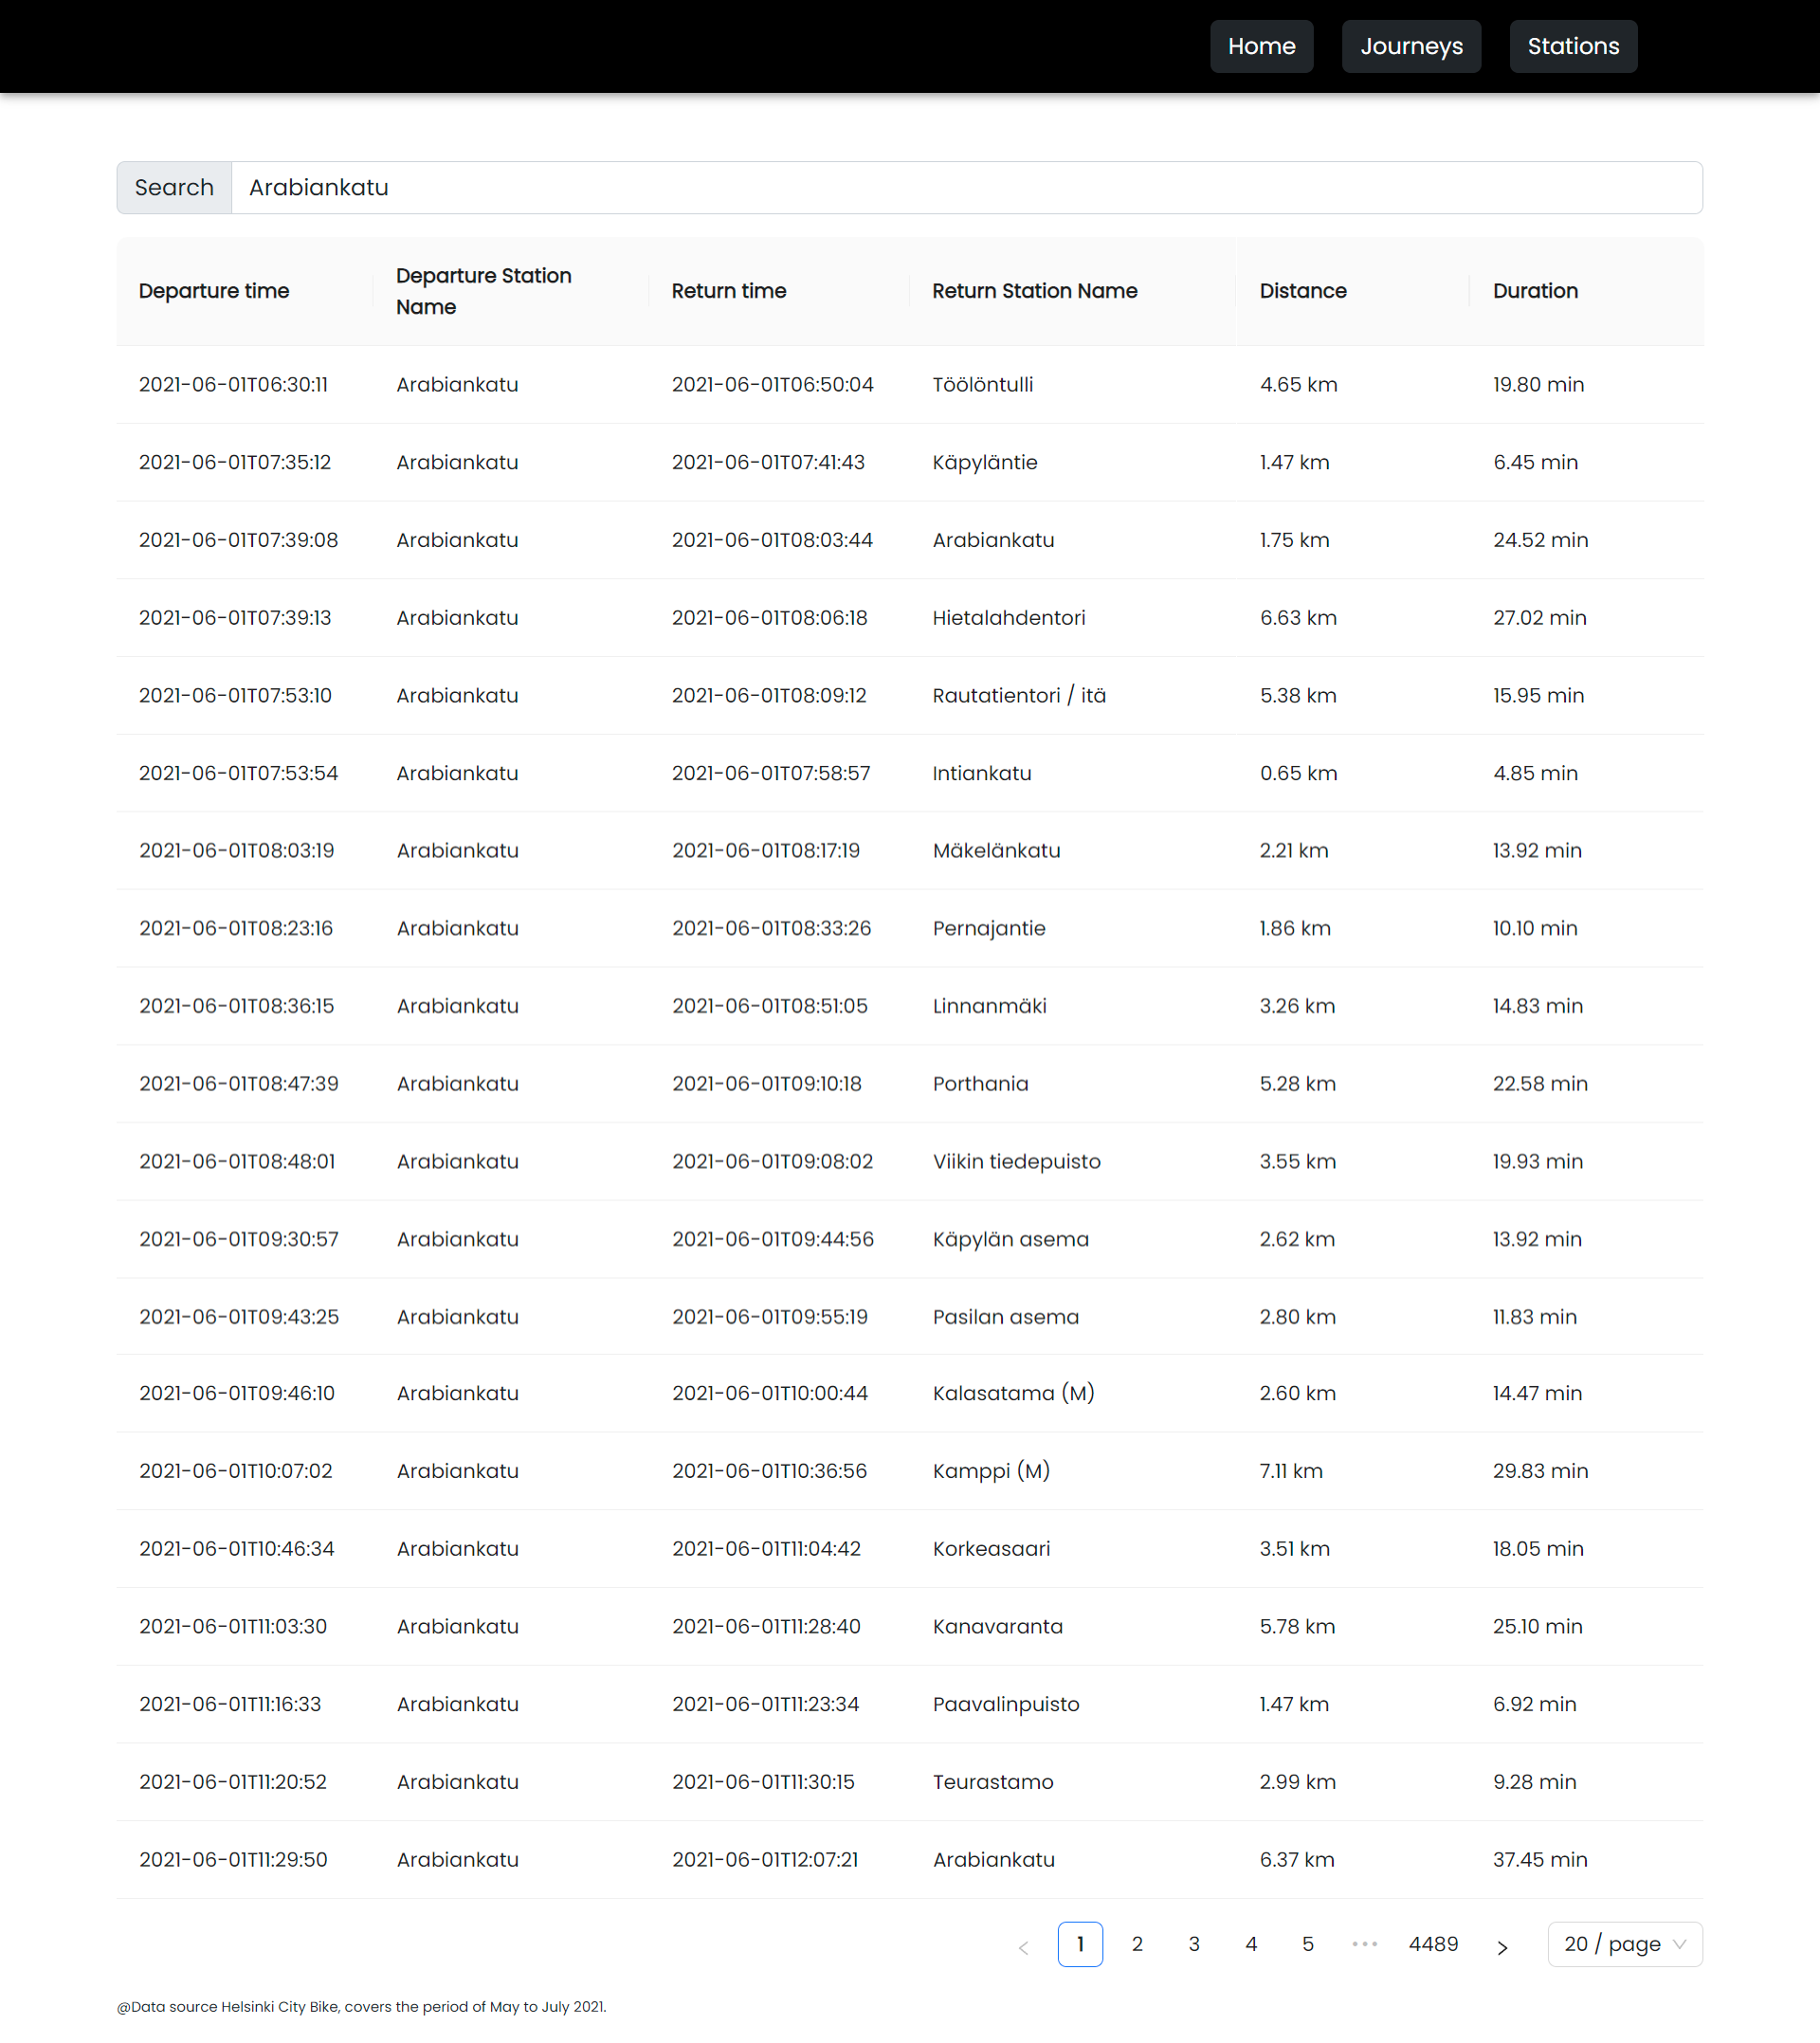 Home Journeys Stations
Search Arabiankatu
Departure time Departure Station Name Return time Return Station Name Distance Duration
2021-06-01T06:30:11 Arabiankatu 2021-06-01T06:50:04 Töölöntulli 4.65 km 19.80 min
2021-06-01T07:35:12 Arabiankatu 2021-06-01T07:41:43 Käpyläntie 1.47 km 6.45 min
2021-06-01T07:39:08 Arabiankatu 2021-06-01T08:03:44 Arabiankatu 1.75 km 24.52 min
2021-06-01T07:39:13 Arabiankatu 2021-06-01T08:06:18 Hietalahdentori 6.63 km 27.02 min
2021-06-01T07:53:10 Arabiankatu 2021-06-01T08:09:12 Rautatientori / itä 5.38 km 15.95 min
2021-06-01T07:53:54 Arabiankatu 2021-06-01T07:58:57 Intiankatu 0.65 km 4.85 min
2021-06-01T08:03:19 Arabiankatu 2021-06-01T08:17:19 Mäkelänkatu 2.21 km 13.92 min
2021-06-01T08:23:16 Arabiankatu 2021-06-01T08:33:26 Pernajantie 1.86 km 10.10 min
2021-06-01T08:36:15 Arabiankatu 2021-06-01T08:51:05 Linnanmäki 3.26 km 14.83 min
2021-06-01T08:47:39 Arabiankatu 2021-06-01T09:10:18 Porthania 5.28 km 22.58 min
2021-06-01T08:48:01 Arabiankatu 2021-06-01T09:08:02 Viikin tiedepuisto 3.55 km 19.93 min
2021-06-01T09:30:57 Arabiankatu 2021-06-01T09:44:56 Käpylän asema 2.62 km 13.92 min
2021-06-01T09:43:25 Arabiankatu 2021-06-01T09:55:19 Pasilan asema 2.80 km 11.83 min
2021-06-01T09:46:10 Arabiankatu 2021-06-01T10:00:44 Kalasatama (M) 2.60 km 14.47 min
2021-06-01T10:07:02 Arabiankatu 2021-06-01T10:36:56 Kamppi (M) 7.11 km 29.83 min
2021-06-01T10:46:34 Arabiankatu 2021-06-01T11:04:42 Korkeasaari 3.51 km 18.05 min
2021-06-01T11:03:30 Arabiankatu 2021-06-01T11:28:40 Kanavaranta 5.78 km 25.10 min
2021-06-01T11:16:33 Arabiankatu 2021-06-01T11:23:34 Paavalinpuisto 1.47 km 6.92 min
2021-06-01T11:20:52 Arabiankatu 2021-06-01T11:30:15 Teurastamo 2.99 km 9.28 min
2021-06-01T11:29:50 Arabiankatu 2021-06-01T12:07:21 Arabiankatu 6.37 km 37.45 min
< 1 2 3 4 5 ••• 4489 > 20 / page
@Data source Helsinki City Bike, covers the period of May to July 2021.